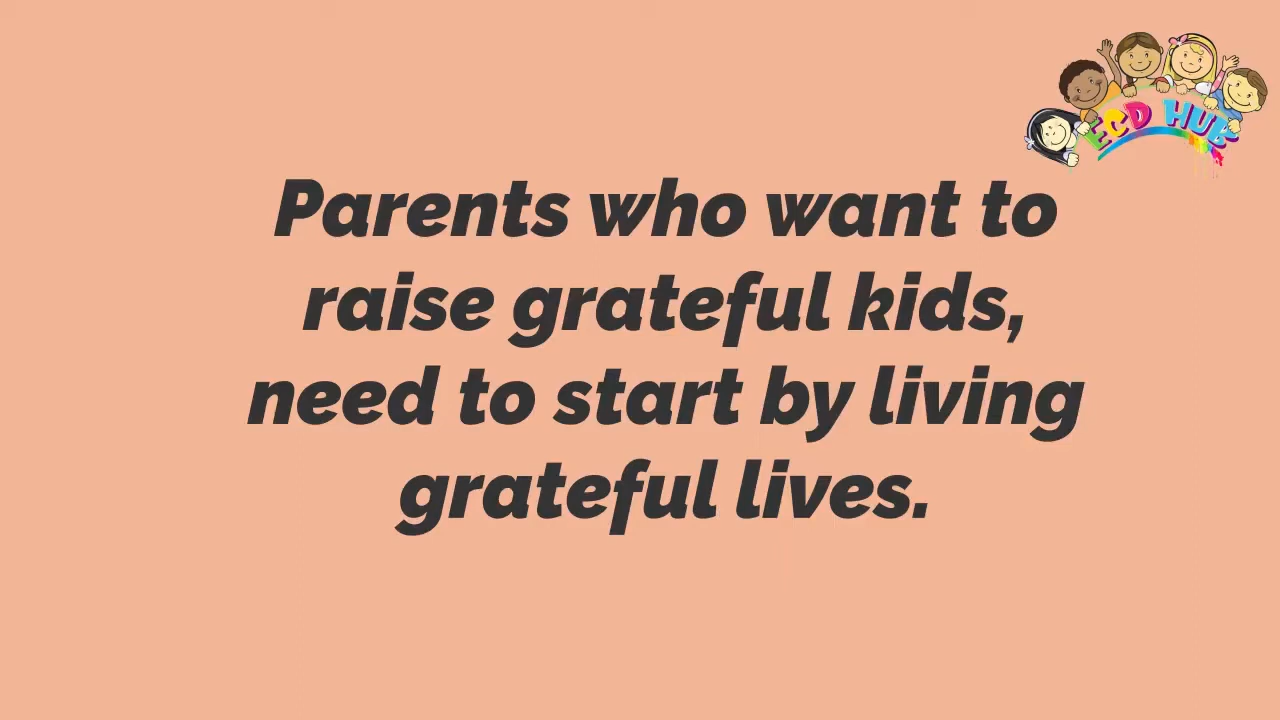 ECD HUB
Parents who want to
raise grateful kids,
need to start by living
grateful lives.